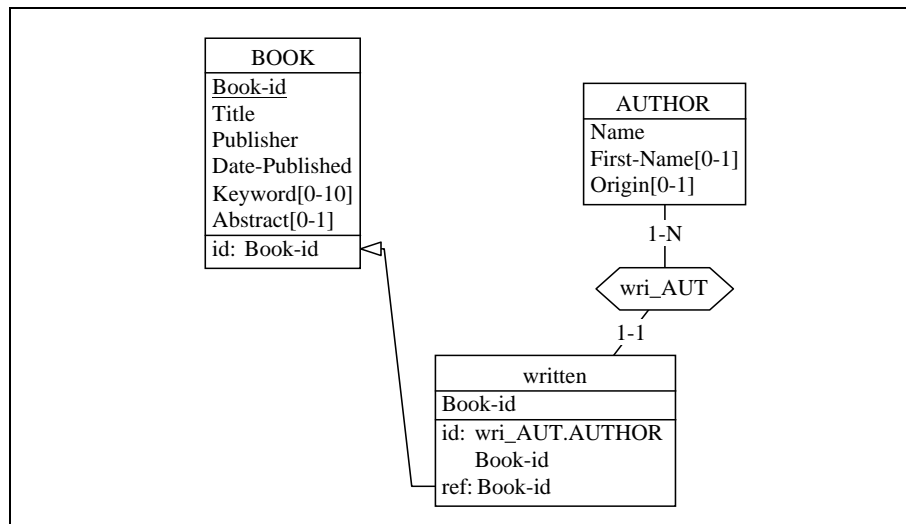 BOOK
Book-id
Title
Publisher
Date-Published
Keyword[0-10]
Abstract[0-1]
id: Book-id
AUTHOR
Name
First-Name[0-1]
Origin[0-1]
1-N
wri_AUT
1-1
written
Book-id
id: wri_AUT.AUTHOR
Book-id
ref: Book-id